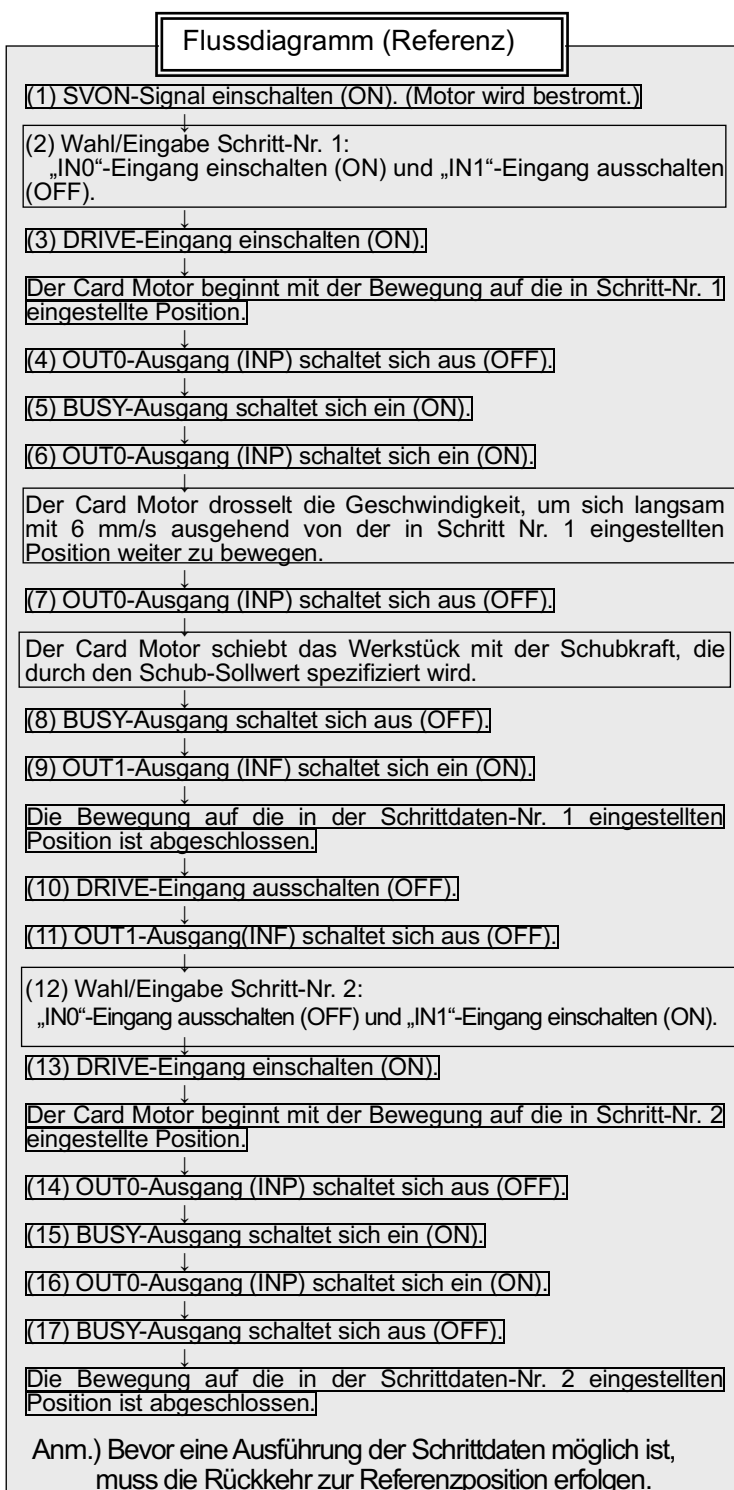 Flussdiagramm (Referenz)
(1) SVON-Signal einschalten (ON). (Motor wird bestromt.)
↓
(2) Wahl/Eingabe Schritt-Nr. 1:
„IN0“-Eingang einschalten (ON) und „IN1“-Eingang ausschalten
(OFF).
↓
(3) DRIVE-Eingang einschalten (ON).
↓
Der Card Motor beginnt mit der Bewegung auf die in Schritt-Nr. 1
eingestellte Position.
↓
(4) OUT0-Ausgang (INP) schaltet sich aus (OFF).
↓
(5) BUSY-Ausgang schaltet sich ein (ON).
↓
(6) OUT0-Ausgang (INP) schaltet sich ein (ON).
↓
Der Card Motor drosselt die Geschwindigkeit, um sich langsam
mit 6 mm/s ausgehend von der in Schritt Nr. 1 eingestellten
Position weiter zu bewegen.
↓
(7) OUT0-Ausgang (INP) schaltet sich aus (OFF).
↓
Der Card Motor schiebt das Werkstück mit der Schubkraft, die
durch den Schub-Sollwert spezifiziert wird.
↓
(8) BUSY-Ausgang schaltet sich aus (OFF).
↓
(9) OUT1-Ausgang (INF) schaltet sich ein (ON).
↓
Die Bewegung auf die in der Schrittdaten-Nr. 1 eingestellten
Position ist abgeschlossen.
↓
(10) DRIVE-Eingang ausschalten (OFF).
↓
(11) OUT1-Ausgang(INF) schaltet sich aus (OFF).
↓
(12) Wahl/Eingabe Schritt-Nr. 2:
„IN0“-Eingang ausschalten (OFF) und „IN1“-Eingang einschalten (ON).
↓
(13) DRIVE-Eingang einschalten (ON).
↓
Der Card Motor beginnt mit der Bewegung auf die in Schritt-Nr. 2
eingestellte Position.
↓
(14) OUT0-Ausgang (INP) schaltet sich aus (OFF).
↓
(15) BUSY-Ausgang schaltet sich ein (ON).
↓
(16) OUT0-Ausgang (INP) schaltet sich ein (ON).
↓
(17) BUSY-Ausgang schaltet sich aus (OFF).
↓
Die Bewegung auf die in der Schrittdaten-Nr. 2 eingestellten
Position ist abgeschlossen.
Anm.) Bevor eine Ausführung der Schrittdaten möglich ist,
muss die Rückkehr zur Referenzposition erfolgen.